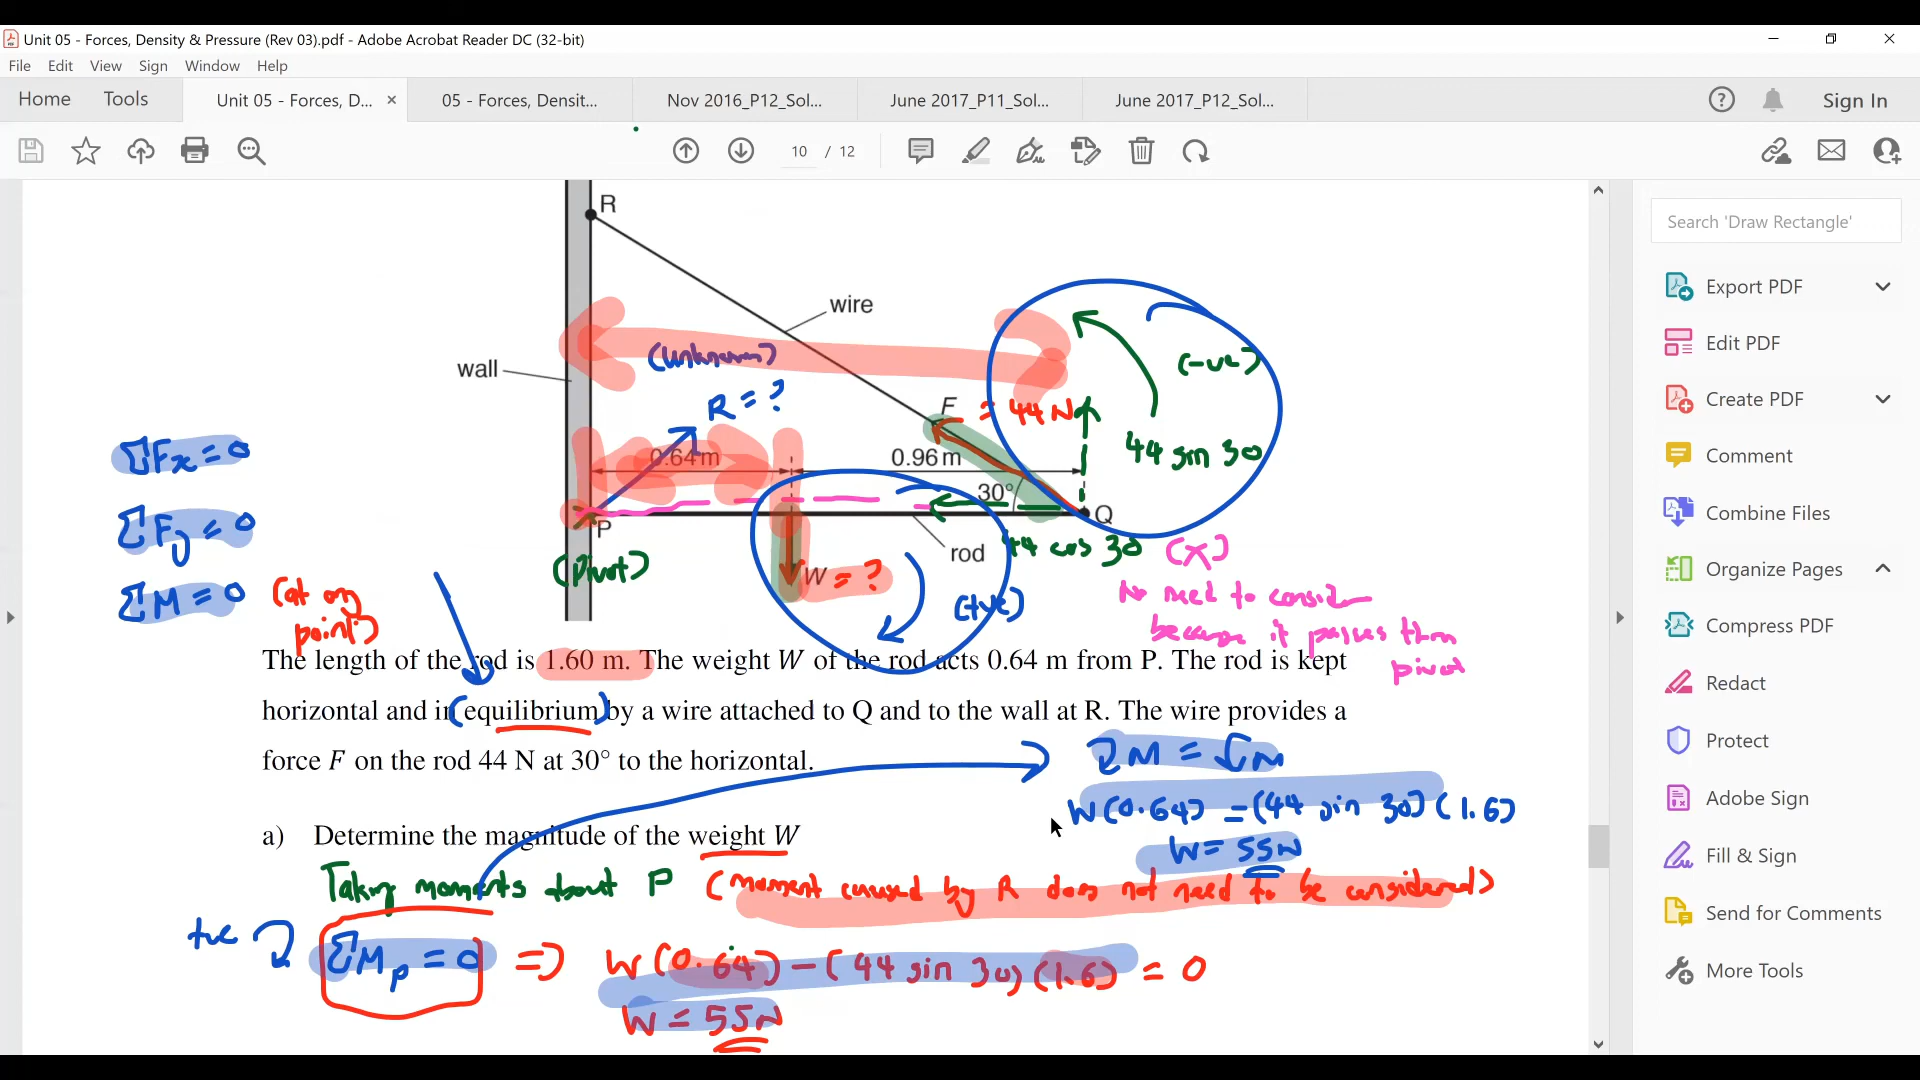 Unit 05 - Forces, Density & Pressure (Rev 03).pdf - Adobe Acrobat Reader DC (32-bit)
File Edit View Sign Window Help
Home Tools Unit 05 - Forces, D... × 05 - Forces, Densit... Nov 2016_P12_Sol... June 2017_P11_Sol... June 2017_P12_Sol... Sign In
10 / 12
R
wire
wall
(unknown)
R = ?
F = 44 N
(-ve)
44 sin 30
0.64 m
0.96 m
30°
P
Q
(Pivot)
W = ?
rod
44 cos 30 (X)
(+ve)
No need to consider
because it passes thru
pivot
ΣFx = 0
ΣFy = 0
ΣM = 0 (at any
point)
The length of the rod is 1.60 m. The weight W of the rod acts 0.64 m from P. The rod is kept
horizontal and in (equilibrium) by a wire attached to Q and to the wall at R. The wire provides a
force F on the rod 44 N at 30° to the horizontal.
M = M
W(0.64) = (44 sin 30)(1.6)
W = 55N
a) Determine the magnitude of the weight W
Taking moments about P (moment caused by R does not need to be considered)
+ve ΣMp = 0 => W(0.64) - (44 sin 30)(1.6) = 0
W = 55N
Search 'Draw Rectangle'
Export PDF
Edit PDF
Create PDF
Comment
Combine Files
Organize Pages
Compress PDF
Redact
Protect
Adobe Sign
Fill & Sign
Send for Comments
More Tools